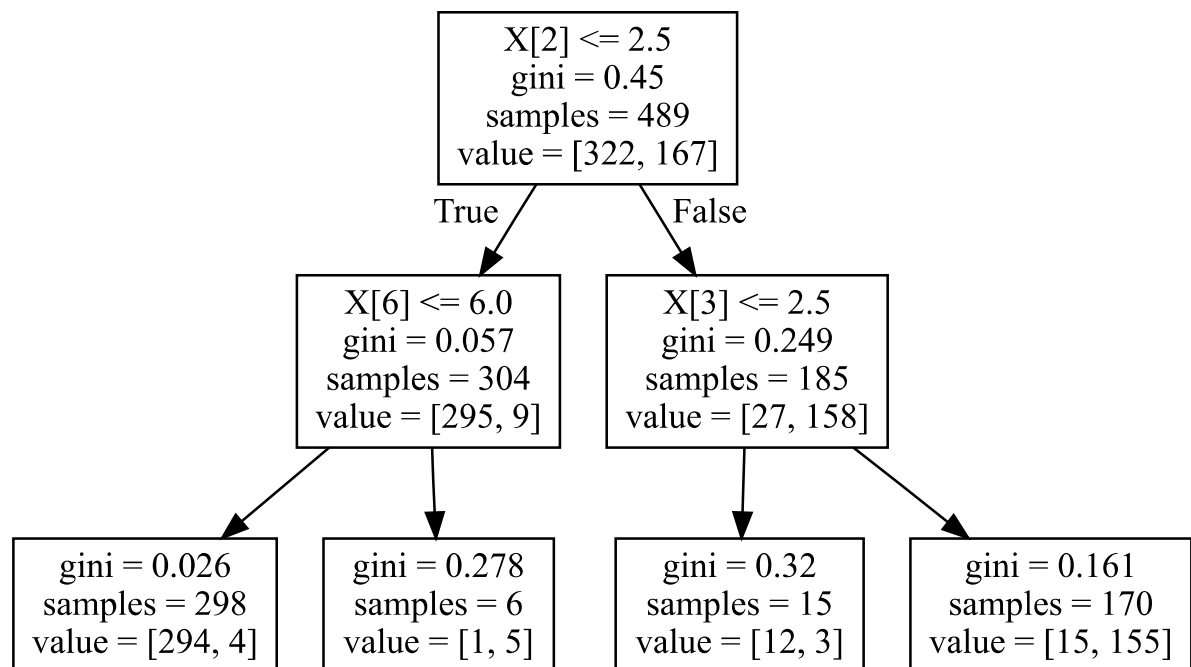 X[2] <= 2.5
gini = 0.45
samples = 489
value = [322, 167]
True
False
X[6] <= 6.0
gini = 0.057
samples = 304
value = [295, 9]
X[3] <= 2.5
gini = 0.249
samples = 185
value = [27, 158]
gini = 0.026
samples = 298
value = [294, 4]
gini = 0.278
samples = 6
value = [1, 5]
gini = 0.32
samples = 15
value = [12, 3]
gini = 0.161
samples = 170
value = [15, 155]